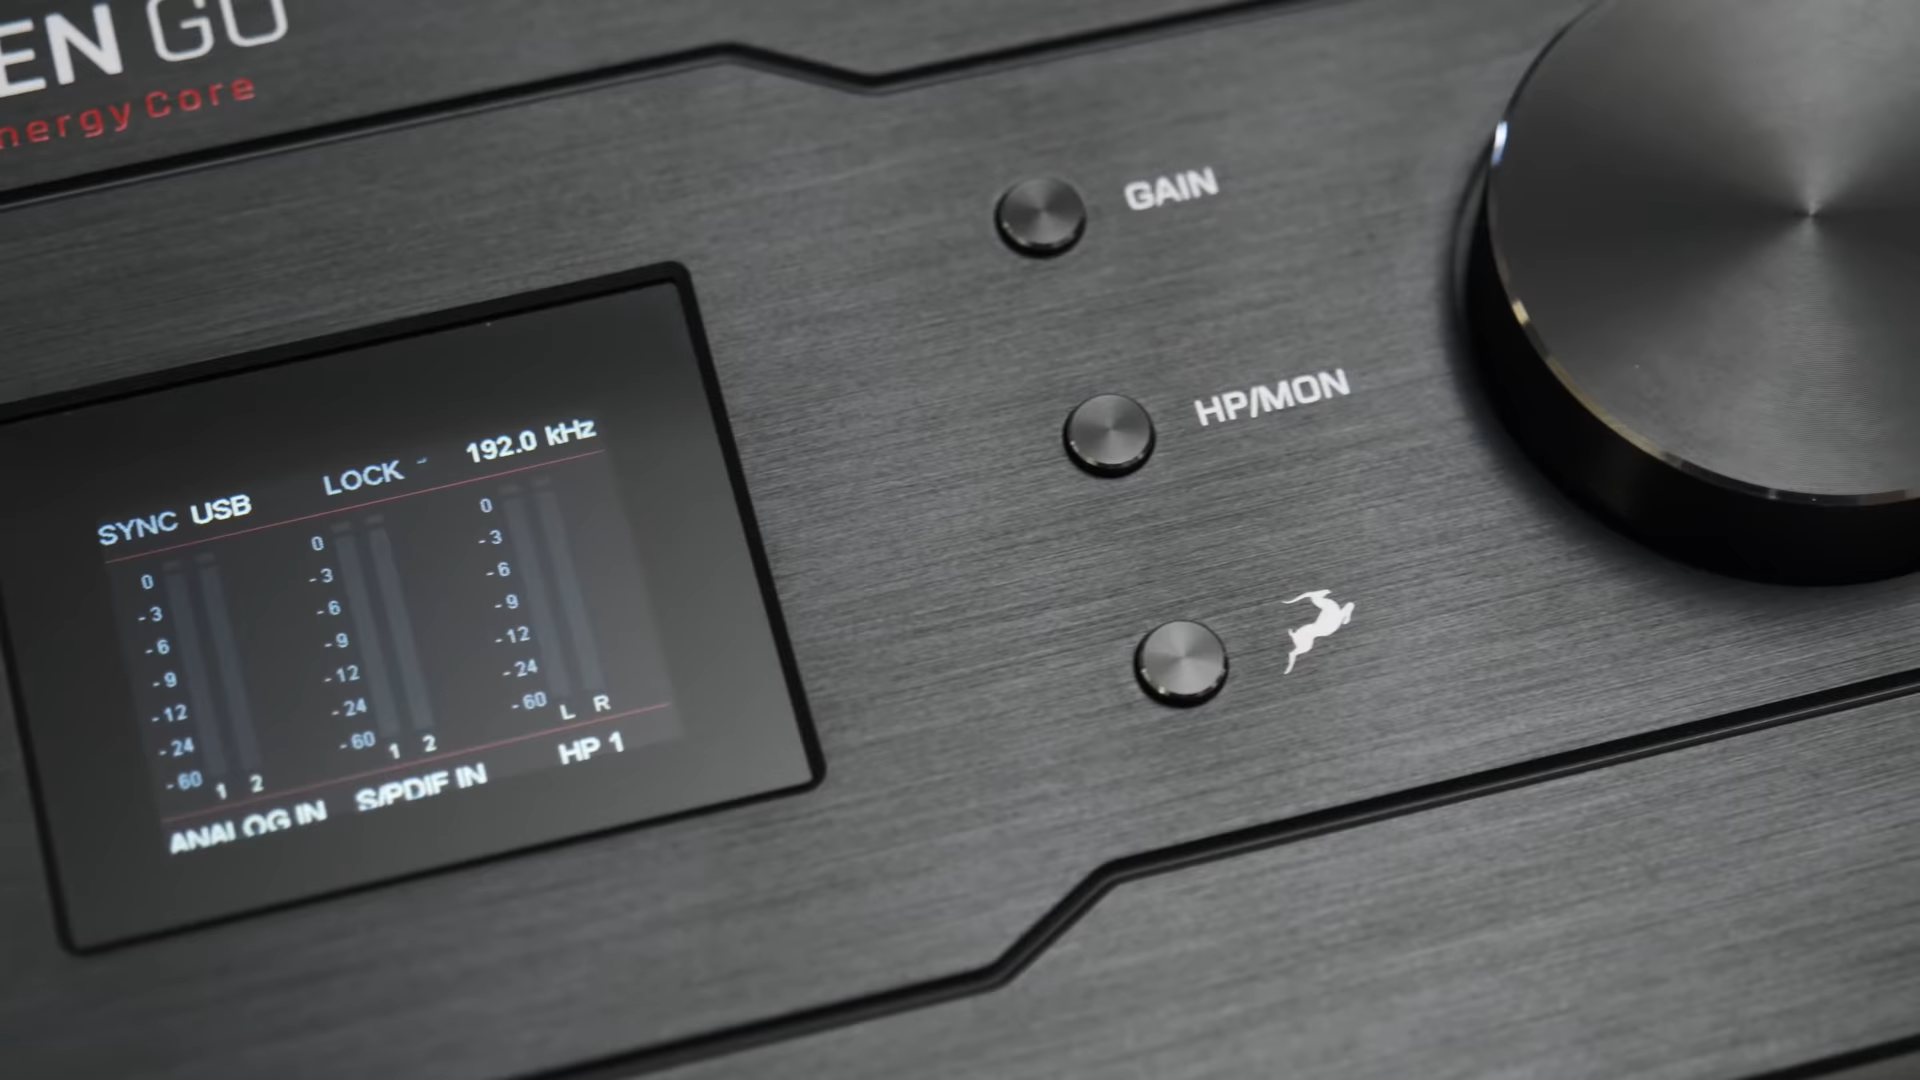 EN GO
nergy Core
GAIN
HP/MON
SYNC USB LOCK - 192.0 kHz
0 0 0
-3 -3 -3
-6 -6 -6
-9 -9 -9
-12 -12 -12
-24 -24 -24
-60 -60 -60
1 2 1 2 L R
ANALOG IN S/PDIF IN HP 1